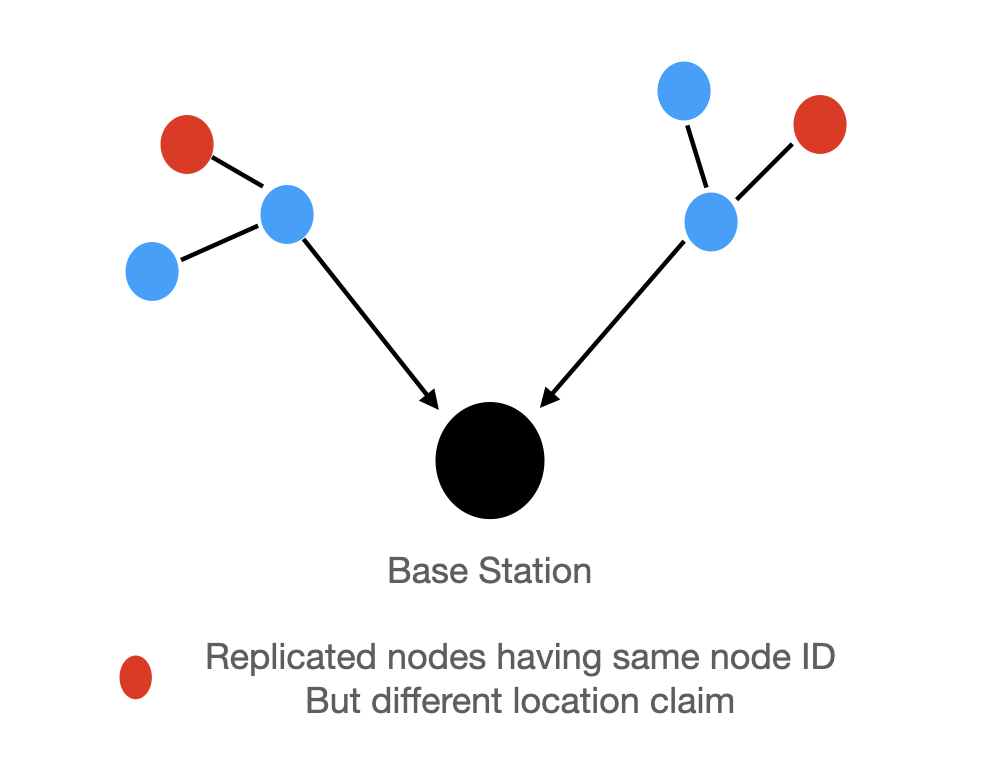 Base Station
Replicated nodes having same node ID
But different location claim